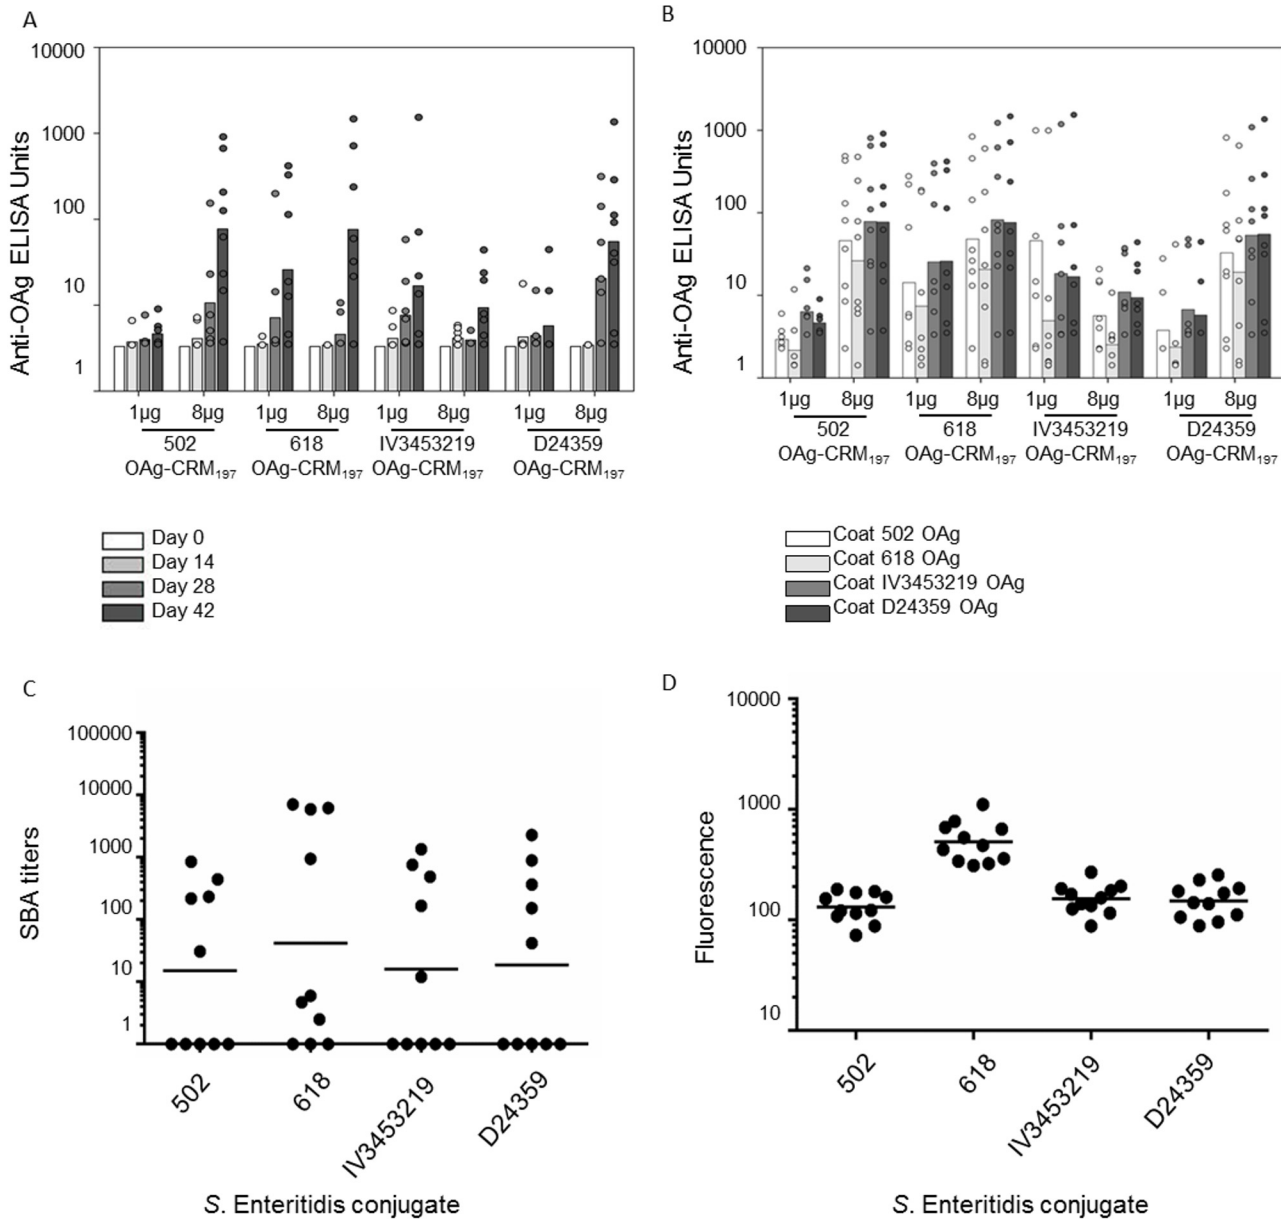 A
10000
1000
100
10
1
Anti-OAg ELISA Units
1µg 8µg 1µg 8µg 1µg 8µg 1µg 8µg
502 618 IV3453219 D24359
OAg-CRM197 OAg-CRM197 OAg-CRM197 OAg-CRM197
Day 0
Day 14
Day 28
Day 42
B
10000
1000
100
10
1
Anti-OAg ELISA Units
1µg 8µg 1µg 8µg 1µg 8µg 1µg 8µg
502 618 IV3453219 D24359
OAg-CRM197 OAg-CRM197 OAg-CRM197 OAg-CRM197
Coat 502 OAg
Coat 618 OAg
Coat IV3453219 OAg
Coat D24359 OAg
C
100000
10000
1000
100
10
1
SBA titers
502 618 IV3453219 D24359
S. Enteritidis conjugate
D
10000
1000
100
10
Fluorescence
502 618 IV3453219 D24359
S. Enteritidis conjugate